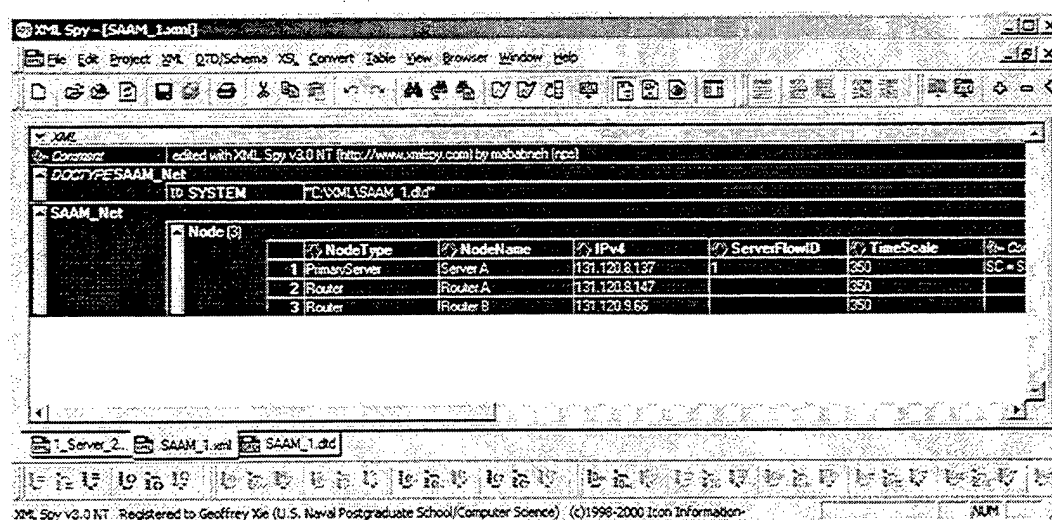 XML Spy - [SAAM_1.xml]
File Edit Project XML DTD/Schema XSL Convert Table View Browser Window Help
XML
Comment edited with XML Spy v3.0 NT (http://www.xmlspy.com) by mababneh (nps)
DOCTYPE SAAM_Net
SYSTEM "C:\XML\SAAM_1.dtd"
SAAM_Net
Node (3)
NodeType NodeName IPv4 ServerFlowID TimeScale
1 PrimaryServer Server A 131.120.8.137 1 350 SC = S
2 Router Router A 131.120.8.147 350
3 Router Router B 131.120.9.66 350
1_Server_2... SAAM_1.xml SAAM_1.dtd
XML Spy v3.0 NT Registered to Geoffrey Xie (U.S. Naval Postgraduate School/Computer Science) (c)1998-2000 Icon Information- NUM